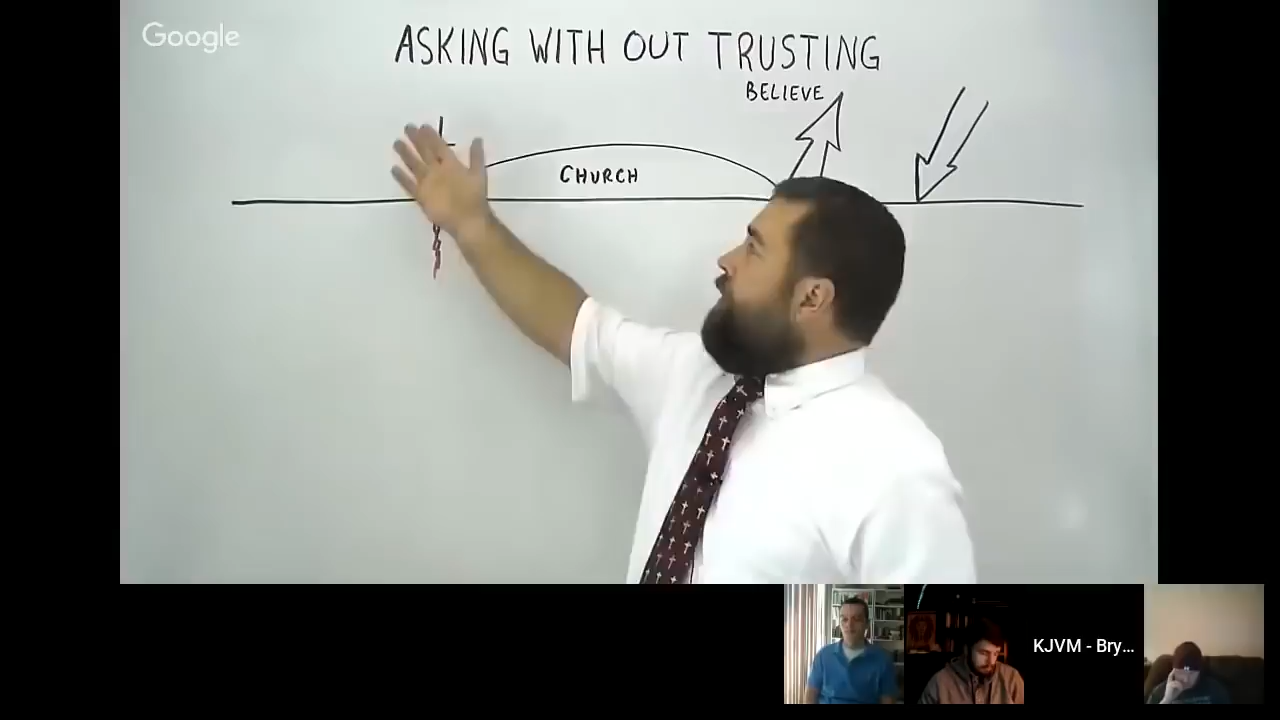 Google
ASKING WITH OUT TRUSTING
BELIEVE
CHURCH
KJVM - Bry...